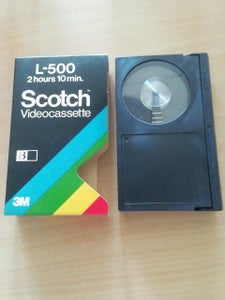 L-500
2 hours 10 min.
Scotch
Videocassette
B
3M